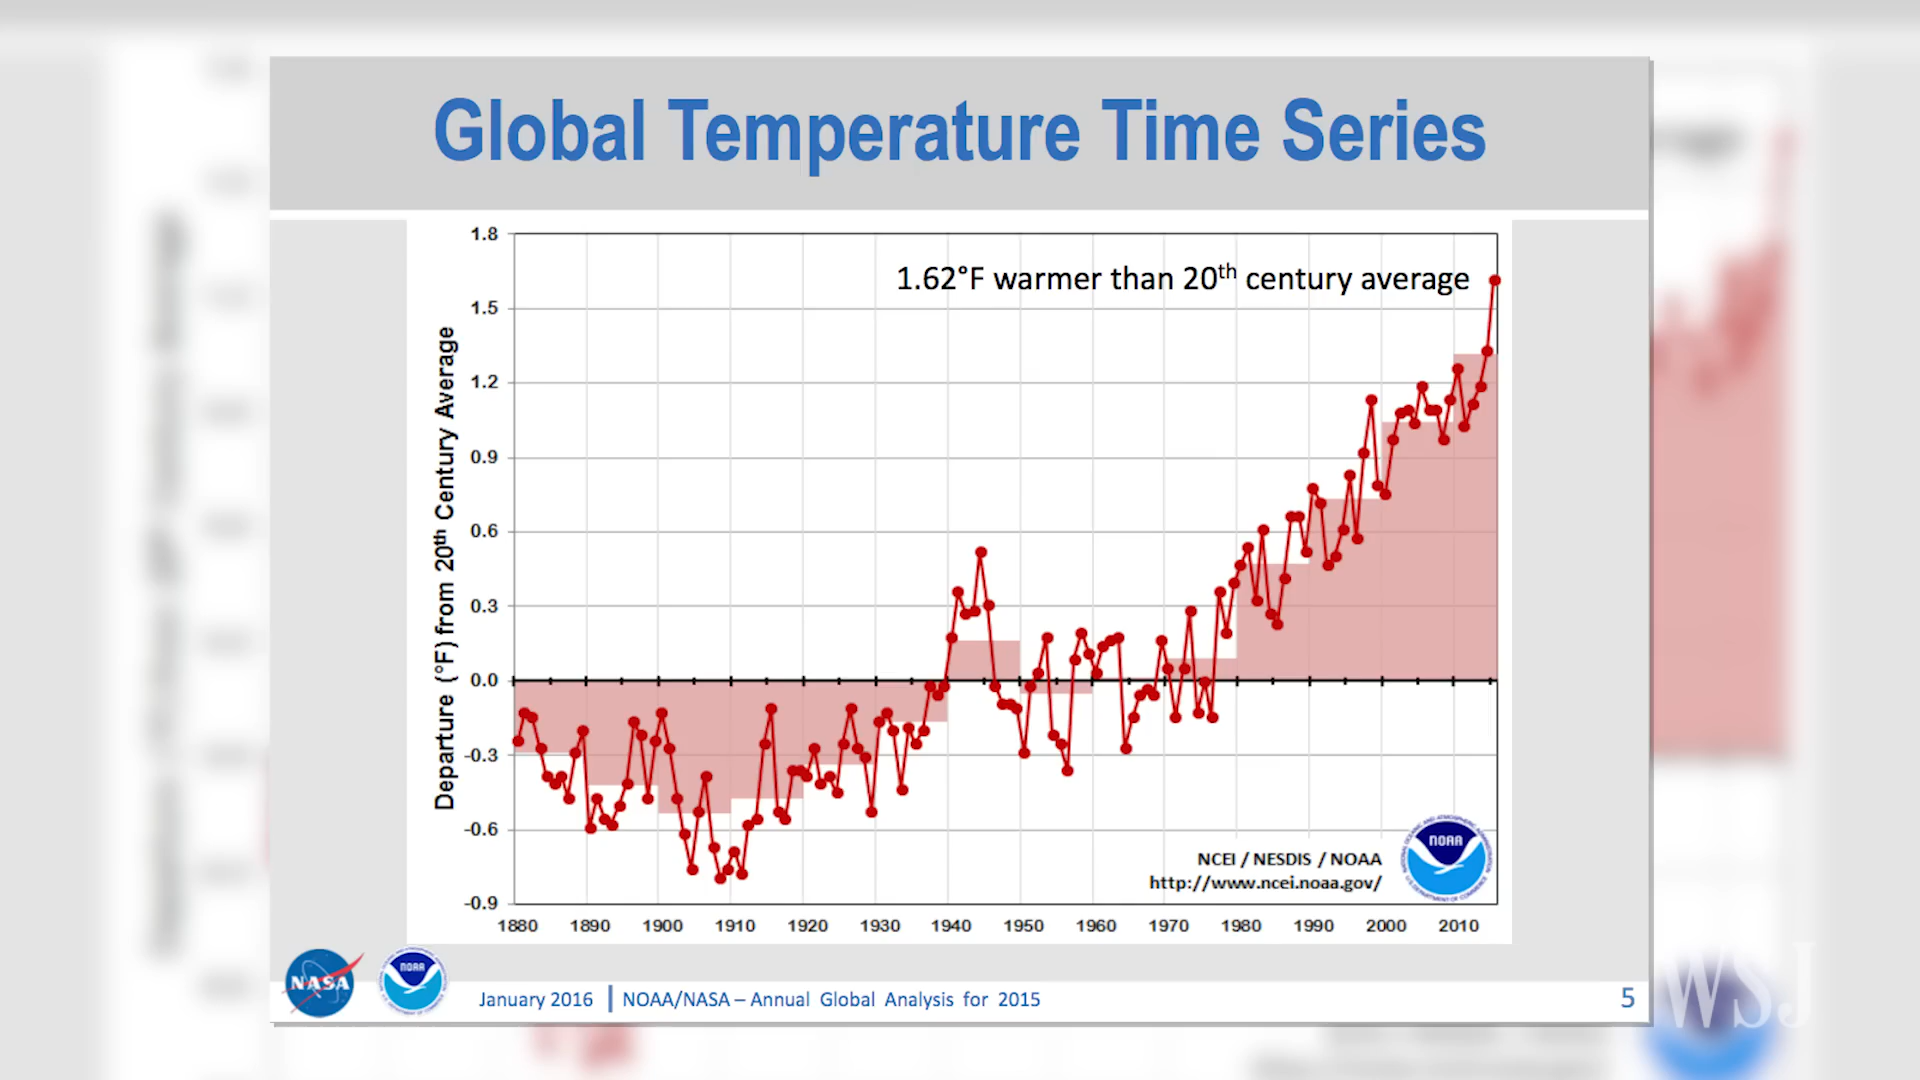 Global Temperature Time Series
1.8
1.62°F warmer than 20th century average
1.5
1.2
0.9
0.6
0.3
0.0
-0.3
-0.6
-0.9
Departure (°F) from 20th Century Average
NCEI / NESDIS / NOAA
http://www.ncei.noaa.gov/
NOAA
1880 1890 1900 1910 1920 1930 1940 1950 1960 1970 1980 1990 2000 2010
NASA
NOAA
January 2016 | NOAA/NASA – Annual Global Analysis for 2015
5
WSJ